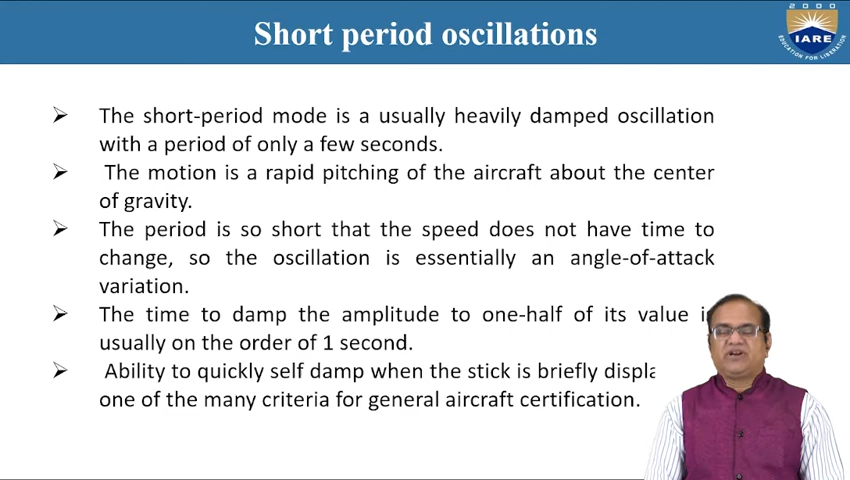 Short period oscillations
2000
IARE
EDUCATION FOR LIBERATION
➢ The short-period mode is a usually heavily damped oscillation
with a period of only a few seconds.
➢ The motion is a rapid pitching of the aircraft about the center
of gravity.
➢ The period is so short that the speed does not have time to
change, so the oscillation is essentially an angle-of-attack
variation.
➢ The time to damp the amplitude to one-half of its value
usually on the order of 1 second.
➢ Ability to quickly self damp when the stick is briefly
one of the many criteria for general aircraft certification.